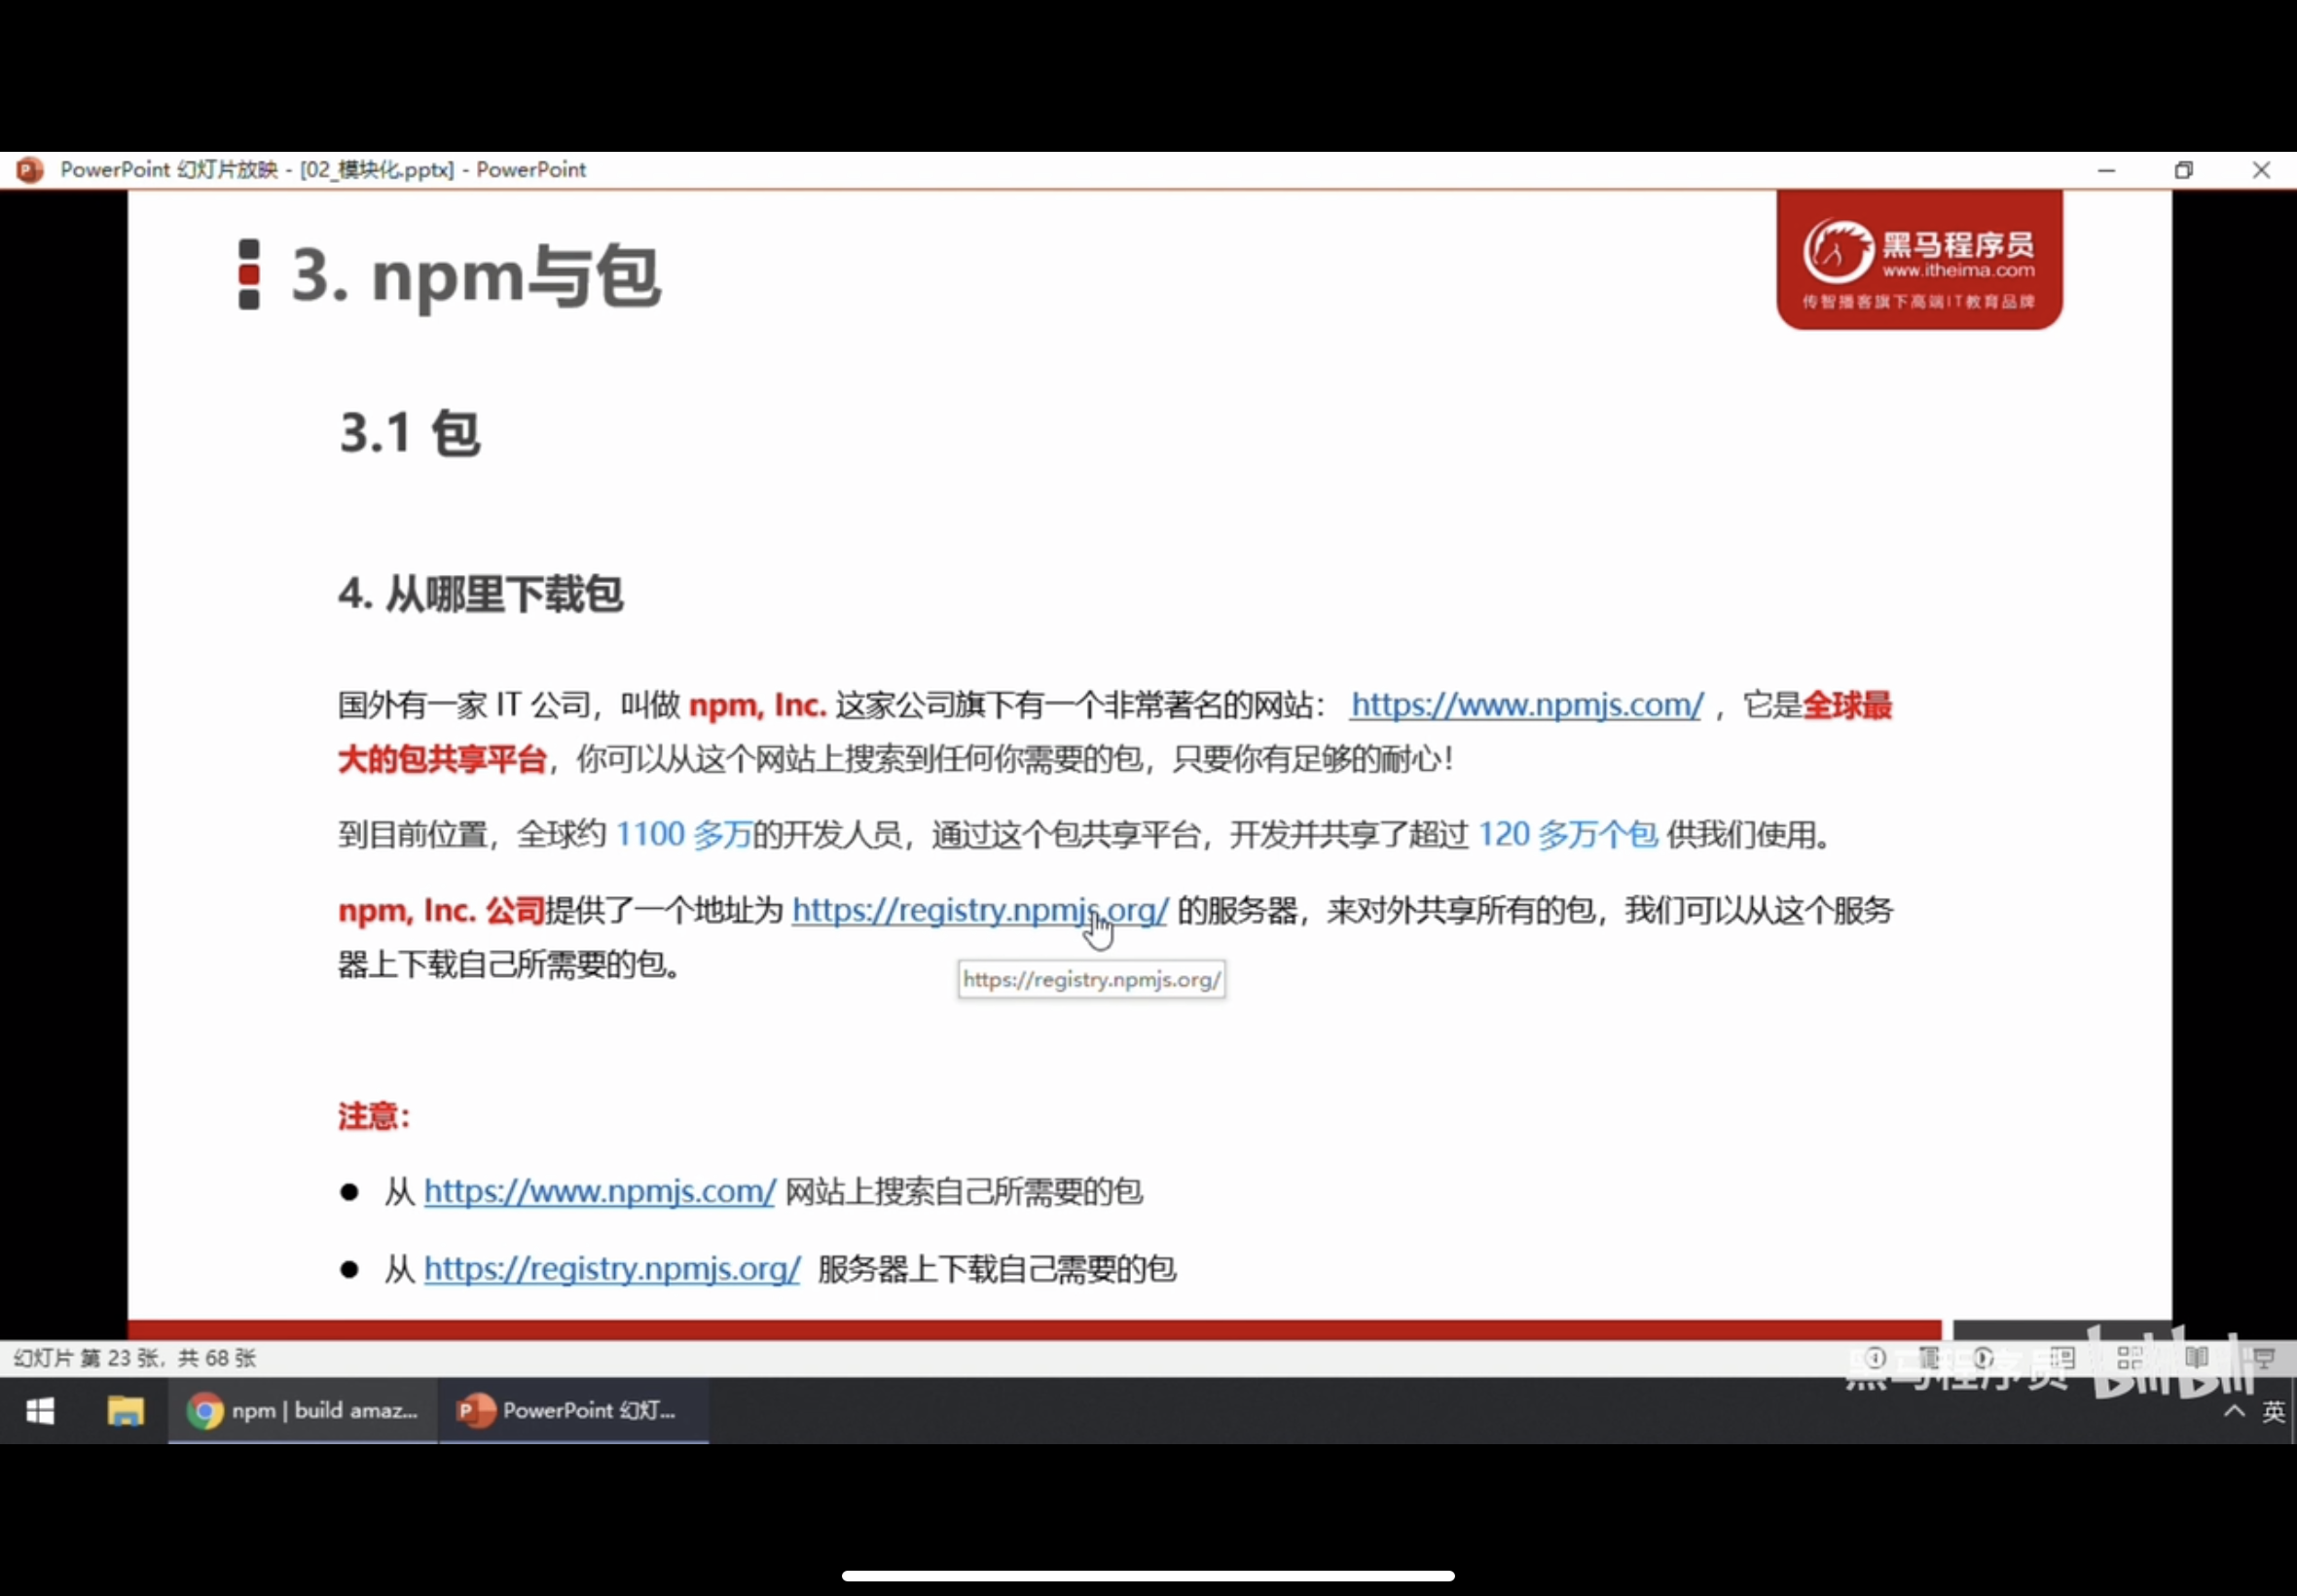 PowerPoint 幻灯片放映 - [02_模块化.pptx] - PowerPoint
3. npm与包
黑马程序员
www.itheima.com
传智播客旗下高端IT教育品牌
3.1 包
4. 从哪里下载包
国外有一家 IT 公司，叫做 npm, Inc. 这家公司旗下有一个非常著名的网站： https://www.npmjs.com/ ，它是全球最
大的包共享平台，你可以从这个网站上搜索到任何你需要的包，只要你有足够的耐心！
到目前位置，全球约 1100 多万的开发人员，通过这个包共享平台，开发并共享了超过 120 多万个包 供我们使用。
npm, Inc. 公司提供了一个地址为 https://registry.npmjs.org/ 的服务器，来对外共享所有的包，我们可以从这个服务
器上下载自己所需要的包。
https://registry.npmjs.org/
注意：
● 从 https://www.npmjs.com/ 网站上搜索自己所需要的包
● 从 https://registry.npmjs.org/ 服务器上下载自己需要的包
幻灯片 第 23 张，共 68 张
黑马程序员 bilibili
npm | build amaz...
PowerPoint 幻灯...
英